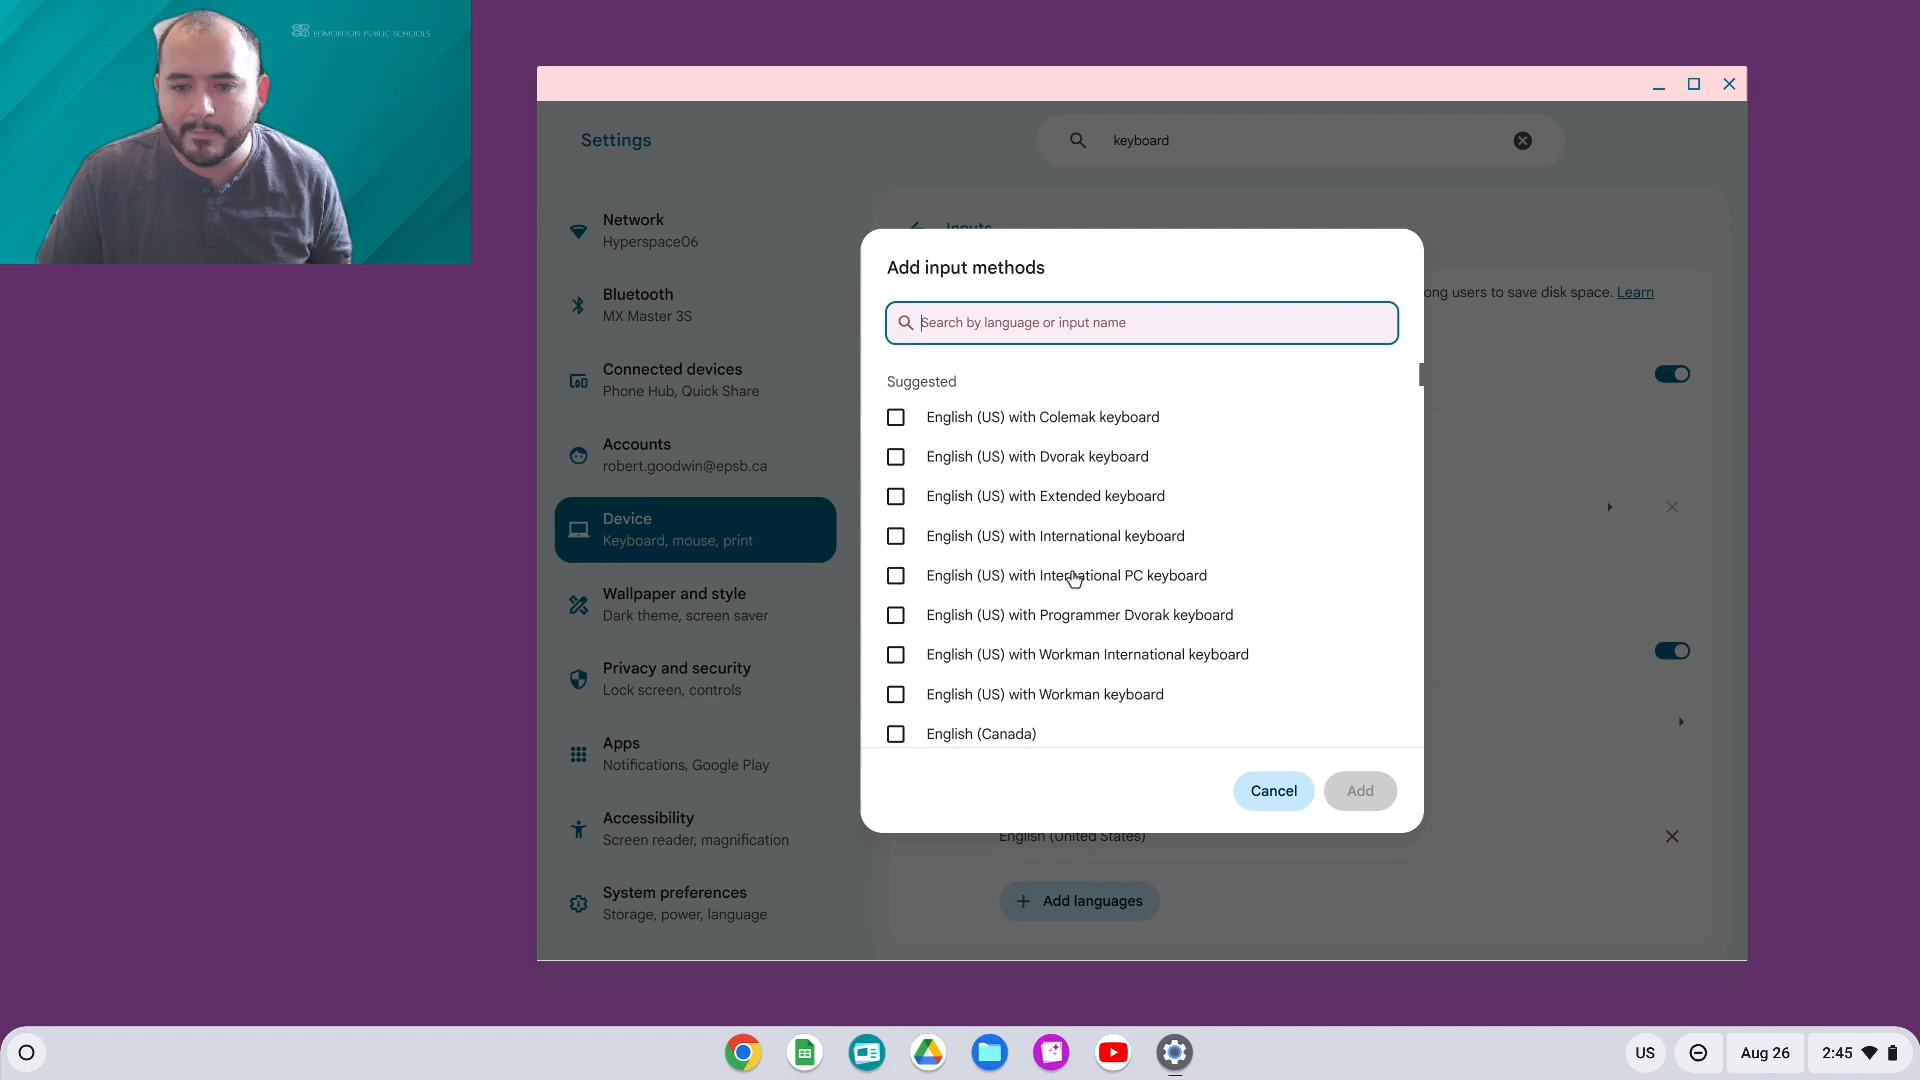 EDMONTON PUBLIC SCHOOLS
Settings
keyboard
Network
Hyperspace06
Bluetooth
MX Master 3S
Connected devices
Phone Hub, Quick Share
Accounts
robert.goodwin@epsb.ca
Device
Keyboard, mouse, print
Wallpaper and style
Dark theme, screen saver
Privacy and security
Lock screen, controls
Apps
Notifications, Google Play
Accessibility
Screen reader, magnification
System preferences
Storage, power, language
Inputs
ong users to save disk space. Learn
Add input methods
Search by language or input name
Suggested
English (US) with Colemak keyboard
English (US) with Dvorak keyboard
English (US) with Extended keyboard
English (US) with International keyboard
English (US) with International PC keyboard
English (US) with Programmer Dvorak keyboard
English (US) with Workman International keyboard
English (US) with Workman keyboard
English (Canada)
Cancel
Add
English (United States)
Add languages
US
Aug 26
2:45